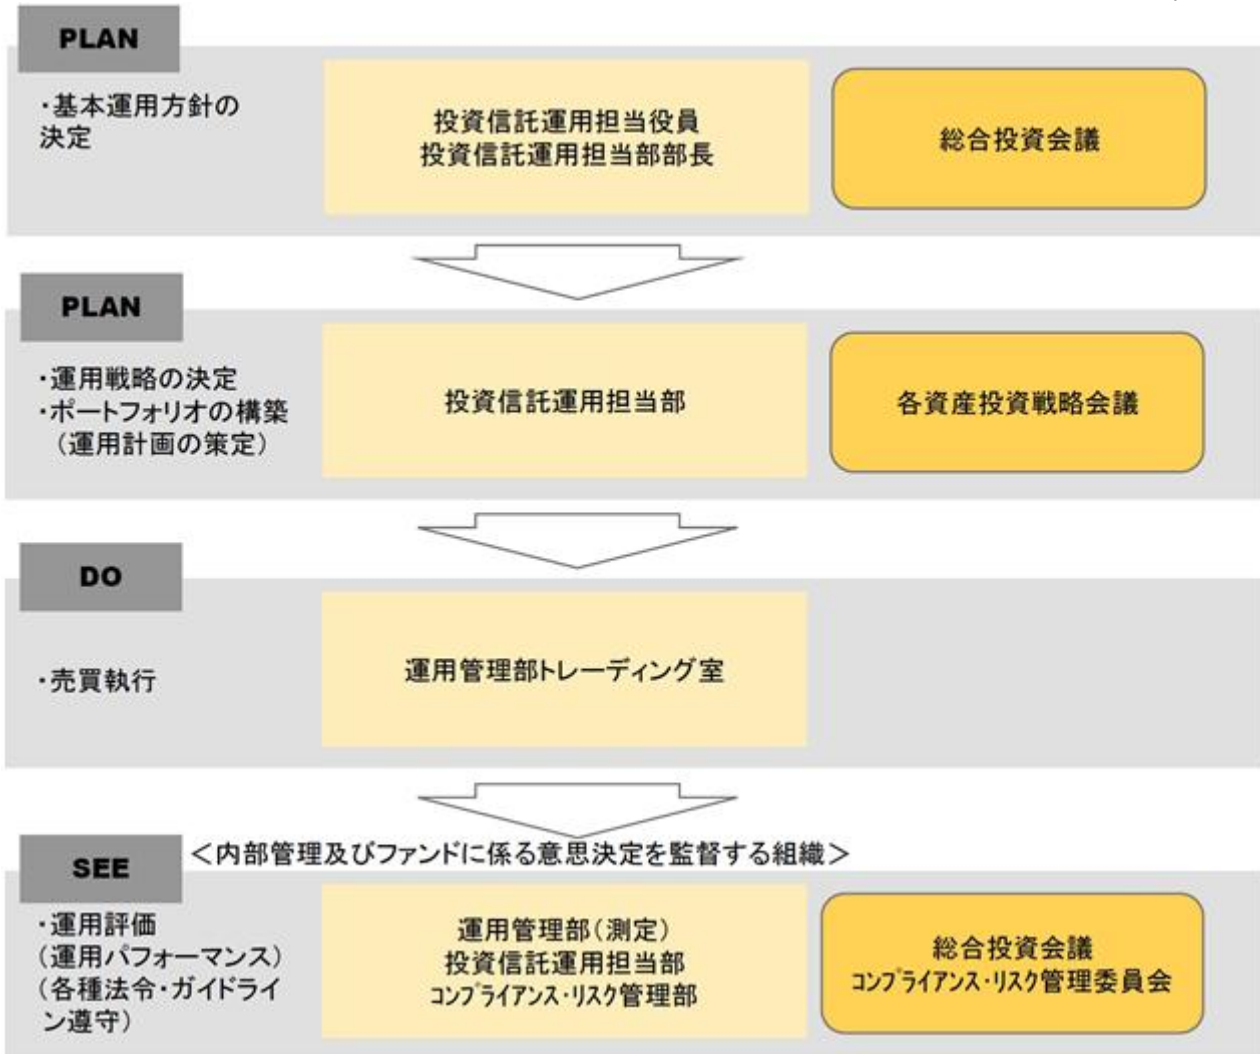 PLAN
・基本運用方針の
決定
投資信託運用担当役員
投資信託運用担当部部長
総合投資会議
PLAN
・運用戦略の決定
・ポートフォリオの構築
(運用計画の策定)
投資信託運用担当部
各資産投資戦略会議
DO
・売買執行
運用管理部トレーディング室
SEE
＜内部管理及びファンドに係る意思決定を監督する組織＞
・運用評価
(運用パフォーマンス)
(各種法令・ガイドライ
ン遵守)
運用管理部(測定)
投資信託運用担当部
ｺﾝﾌﾟﾗｲｱﾝｽ・ﾘｽｸ管理部
総合投資会議
ｺﾝﾌﾟﾗｲｱﾝｽ・ﾘｽｸ管理委員会